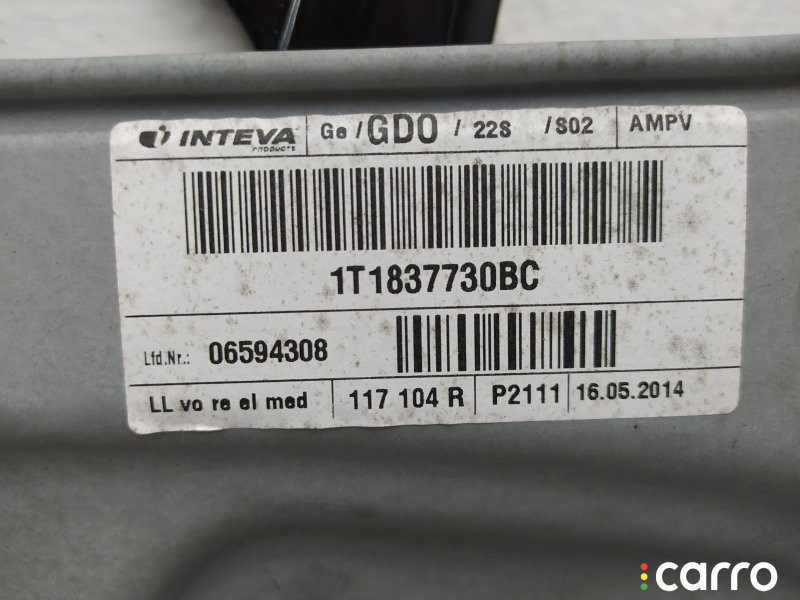 INTEVA PRODUCTS Ge / GDO / 22S / S02 AMPV
1T1837730BC
Lfd.Nr.: 06594308
LL vo re el med 117 104 R P2111 16.05.2014
carro